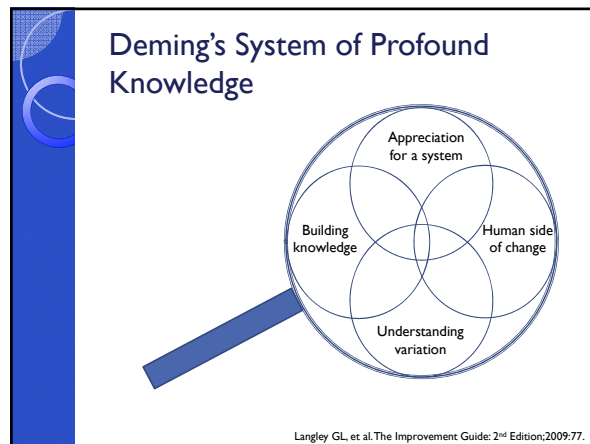 Deming's System of Profound
Knowledge
Appreciation
for a system
Building
knowledge
Human side
of change
Understanding
variation
Langley GL, et al. The Improvement Guide: 2nd Edition;2009:77.